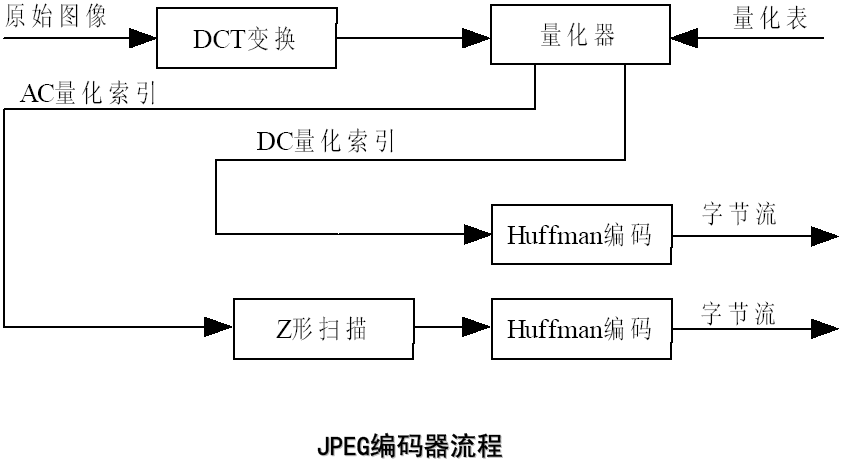 原始图像
DCT变换
量化器
量化表
AC量化索引
DC量化索引
Huffman编码
字节流
Z形扫描
Huffman编码
字节流
JPEG编码器流程